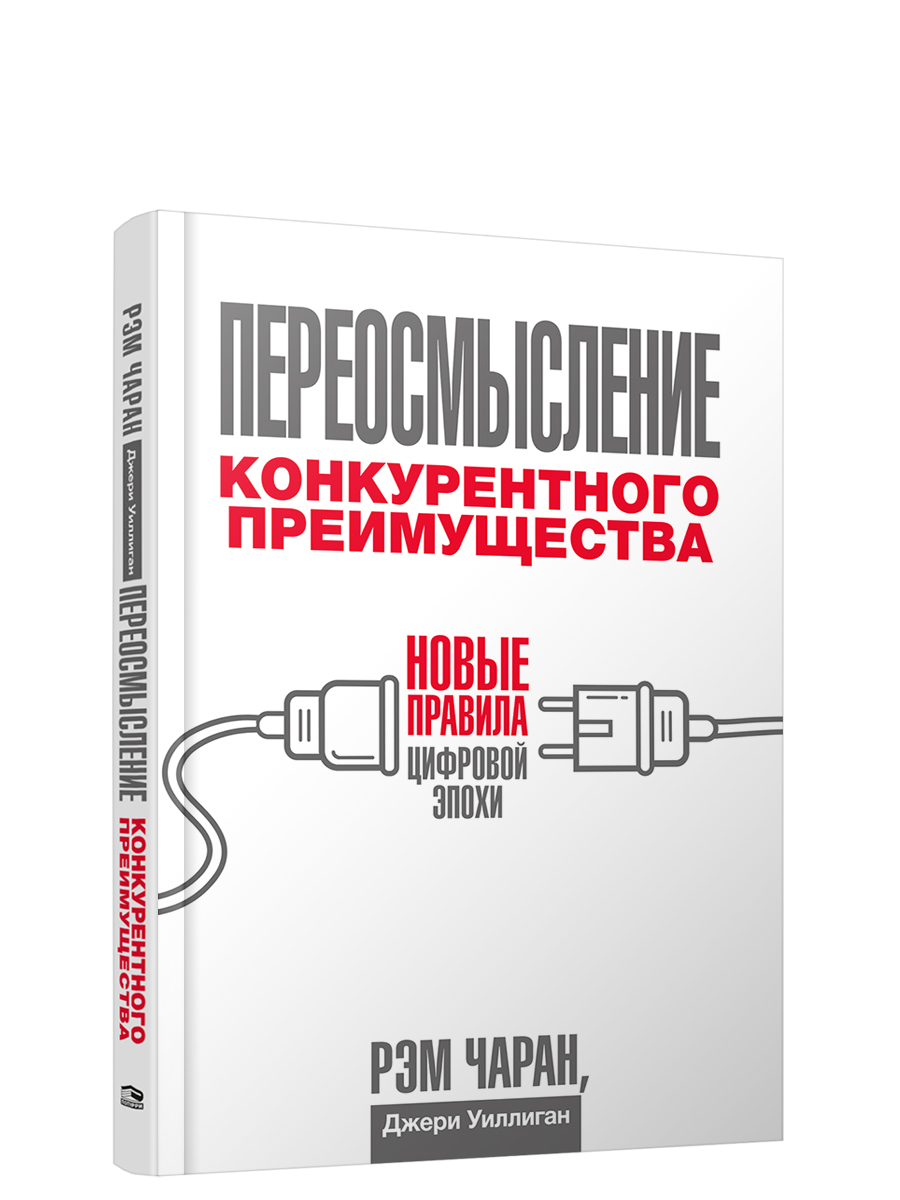 ПЕРЕОСМЫСЛЕНИЕ
КОНКУРЕНТНОГО
ПРЕИМУЩЕСТВА
НОВЫЕ
ПРАВИЛА
ЦИФРОВОЙ
ЭПОХИ
РЭМ ЧАРАН,
Джери Уиллиган
РЭМ ЧАРАН
Джери Уиллиган
ПЕРЕОСМЫСЛЕНИЕ
КОНКУРЕНТНОГО
ПРЕИМУЩЕСТВА